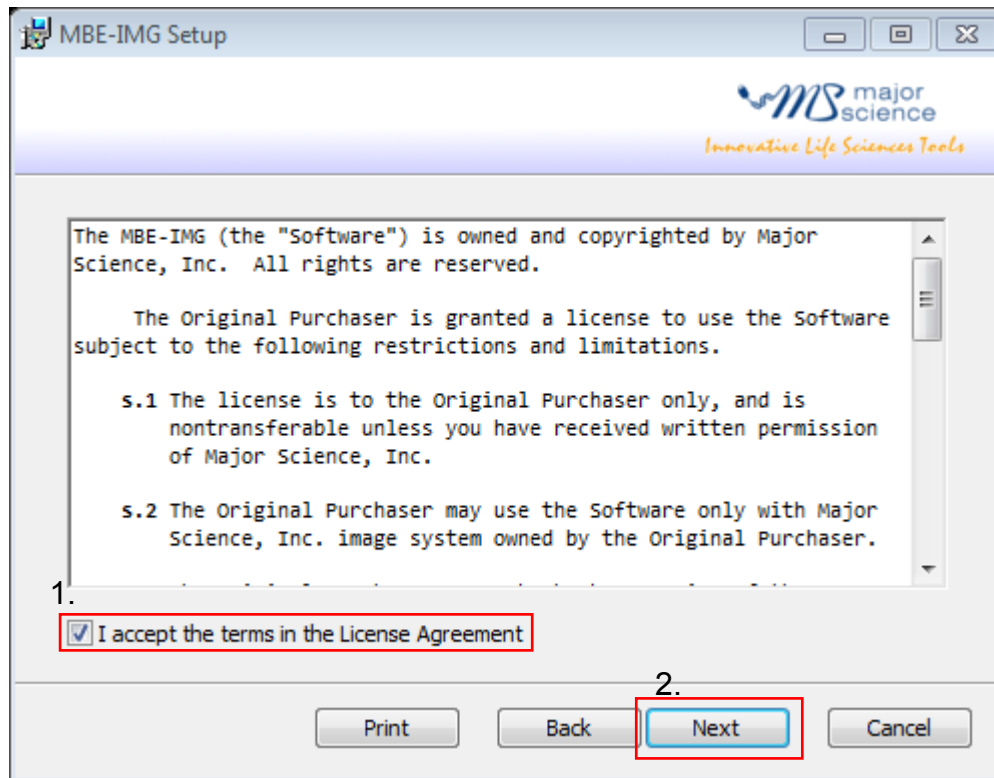 MBE-IMG Setup
MS major
science
Innovative Life Sciences Tools
The MBE-IMG (the "Software") is owned and copyrighted by Major
Science, Inc.  All rights are reserved.
The Original Purchaser is granted a license to use the Software
subject to the following restrictions and limitations.
s.1 The license is to the Original Purchaser only, and is
nontransferable unless you have received written permission
of Major Science, Inc.
s.2 The Original Purchaser may use the Software only with Major
Science, Inc. image system owned by the Original Purchaser.
1.
I accept the terms in the License Agreement
2.
Print Back Next Cancel